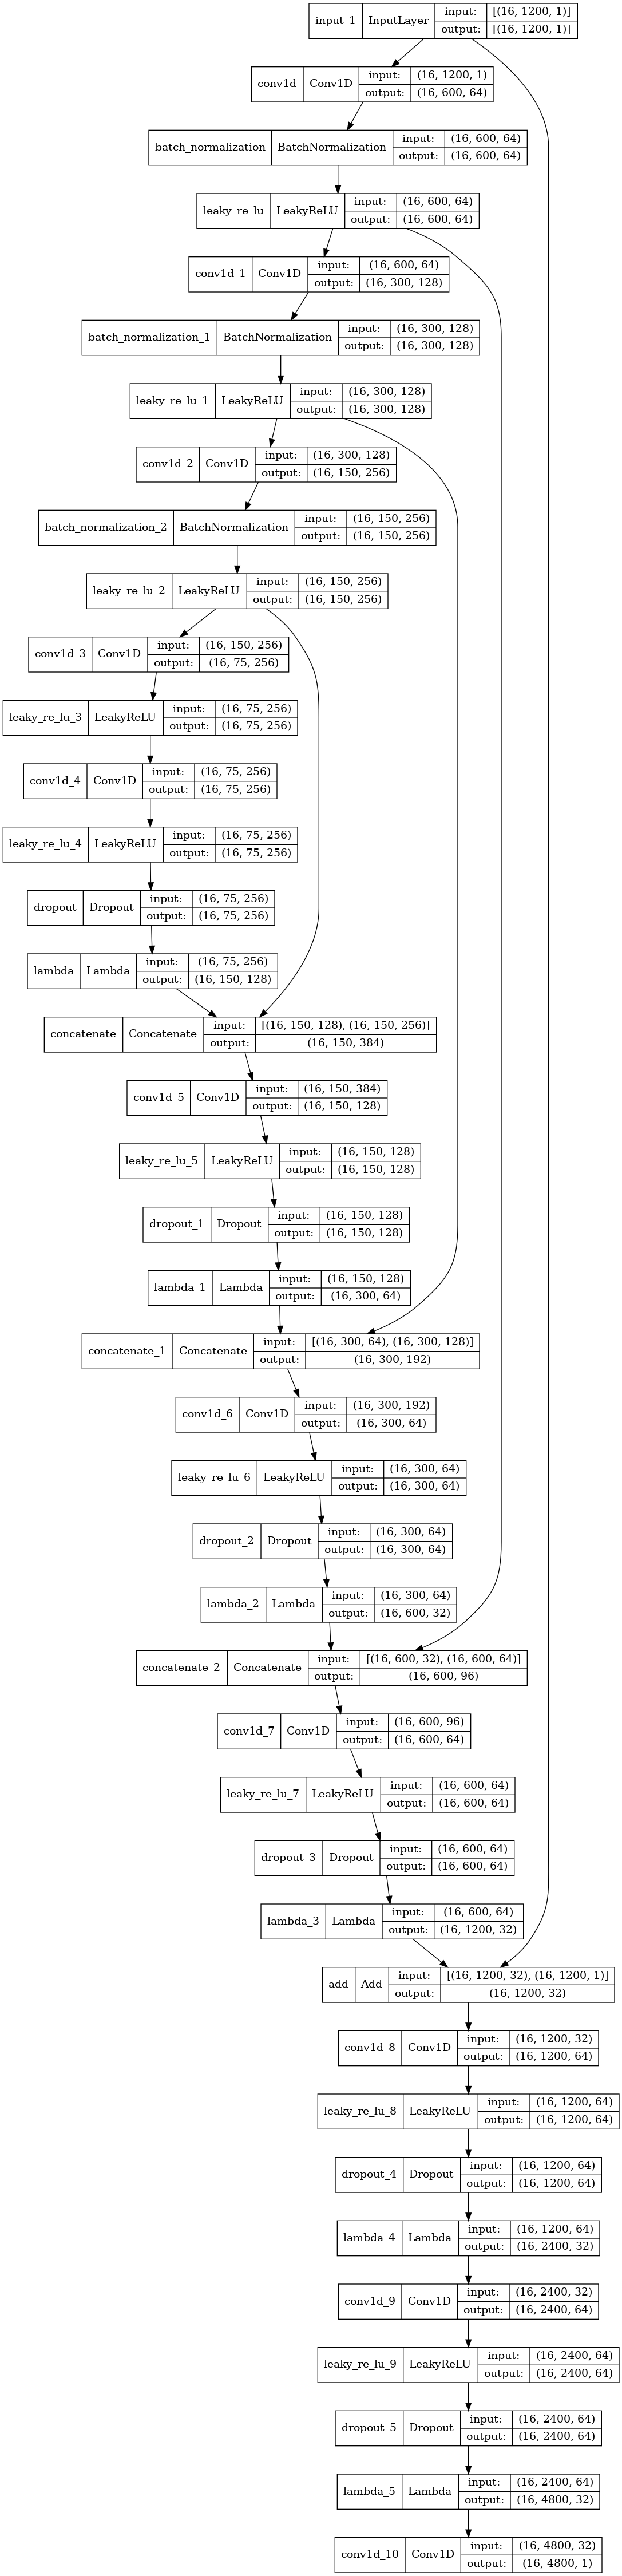 input_1 InputLayer input: [(16, 1200, 1)]
output: [(16, 1200, 1)]
conv1d Conv1D input: (16, 1200, 1)
output: (16, 600, 64)
batch_normalization BatchNormalization input: (16, 600, 64)
output: (16, 600, 64)
leaky_re_lu LeakyReLU input: (16, 600, 64)
output: (16, 600, 64)
conv1d_1 Conv1D input: (16, 600, 64)
output: (16, 300, 128)
batch_normalization_1 BatchNormalization input: (16, 300, 128)
output: (16, 300, 128)
leaky_re_lu_1 LeakyReLU input: (16, 300, 128)
output: (16, 300, 128)
conv1d_2 Conv1D input: (16, 300, 128)
output: (16, 150, 256)
batch_normalization_2 BatchNormalization input: (16, 150, 256)
output: (16, 150, 256)
leaky_re_lu_2 LeakyReLU input: (16, 150, 256)
output: (16, 150, 256)
conv1d_3 Conv1D input: (16, 150, 256)
output: (16, 75, 256)
leaky_re_lu_3 LeakyReLU input: (16, 75, 256)
output: (16, 75, 256)
conv1d_4 Conv1D input: (16, 75, 256)
output: (16, 75, 256)
leaky_re_lu_4 LeakyReLU input: (16, 75, 256)
output: (16, 75, 256)
dropout Dropout input: (16, 75, 256)
output: (16, 75, 256)
lambda Lambda input: (16, 75, 256)
output: (16, 150, 128)
concatenate Concatenate input: [(16, 150, 128), (16, 150, 256)]
output: (16, 150, 384)
conv1d_5 Conv1D input: (16, 150, 384)
output: (16, 150, 128)
leaky_re_lu_5 LeakyReLU input: (16, 150, 128)
output: (16, 150, 128)
dropout_1 Dropout input: (16, 150, 128)
output: (16, 150, 128)
lambda_1 Lambda input: (16, 150, 128)
output: (16, 300, 64)
concatenate_1 Concatenate input: [(16, 300, 64), (16, 300, 128)]
output: (16, 300, 192)
conv1d_6 Conv1D input: (16, 300, 192)
output: (16, 300, 64)
leaky_re_lu_6 LeakyReLU input: (16, 300, 64)
output: (16, 300, 64)
dropout_2 Dropout input: (16, 300, 64)
output: (16, 300, 64)
lambda_2 Lambda input: (16, 300, 64)
output: (16, 600, 32)
concatenate_2 Concatenate input: [(16, 600, 32), (16, 600, 64)]
output: (16, 600, 96)
conv1d_7 Conv1D input: (16, 600, 96)
output: (16, 600, 64)
leaky_re_lu_7 LeakyReLU input: (16, 600, 64)
output: (16, 600, 64)
dropout_3 Dropout input: (16, 600, 64)
output: (16, 600, 64)
lambda_3 Lambda input: (16, 600, 64)
output: (16, 1200, 32)
add Add input: [(16, 1200, 32), (16, 1200, 1)]
output: (16, 1200, 32)
conv1d_8 Conv1D input: (16, 1200, 32)
output: (16, 1200, 64)
leaky_re_lu_8 LeakyReLU input: (16, 1200, 64)
output: (16, 1200, 64)
dropout_4 Dropout input: (16, 1200, 64)
output: (16, 1200, 64)
lambda_4 Lambda input: (16, 1200, 64)
output: (16, 2400, 32)
conv1d_9 Conv1D input: (16, 2400, 32)
output: (16, 2400, 64)
leaky_re_lu_9 LeakyReLU input: (16, 2400, 64)
output: (16, 2400, 64)
dropout_5 Dropout input: (16, 2400, 64)
output: (16, 2400, 64)
lambda_5 Lambda input: (16, 2400, 64)
output: (16, 4800, 32)
conv1d_10 Conv1D input: (16, 4800, 32)
output: (16, 4800, 1)